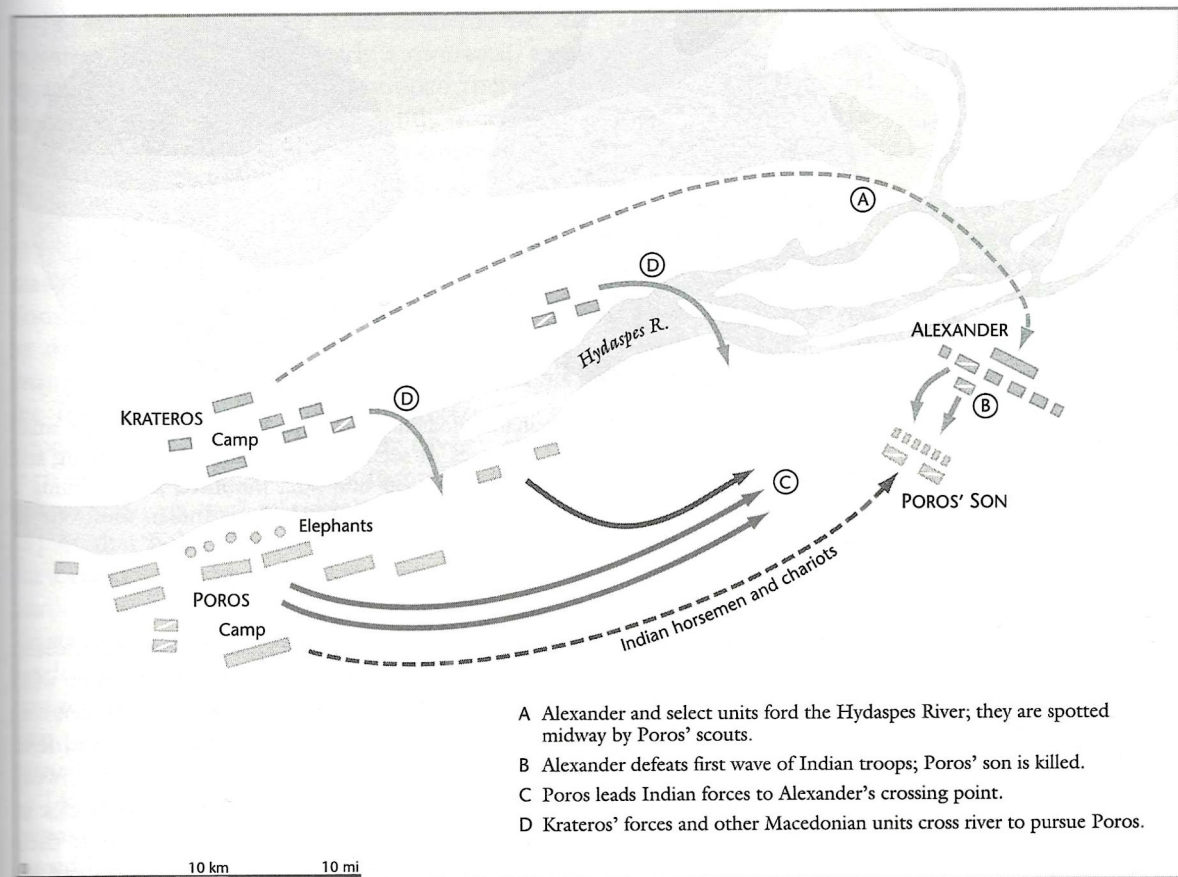 A
D
Hydaspes R.
ALEXANDER
B
KRATEROS
Camp
D
C
POROS' SON
Elephants
POROS
Camp
Indian horsemen and chariots
A Alexander and select units ford the Hydaspes River; they are spotted
midway by Poros' scouts.
B Alexander defeats first wave of Indian troops; Poros' son is killed.
C Poros leads Indian forces to Alexander's crossing point.
D Krateros' forces and other Macedonian units cross river to pursue Poros.
10 km 10 mi